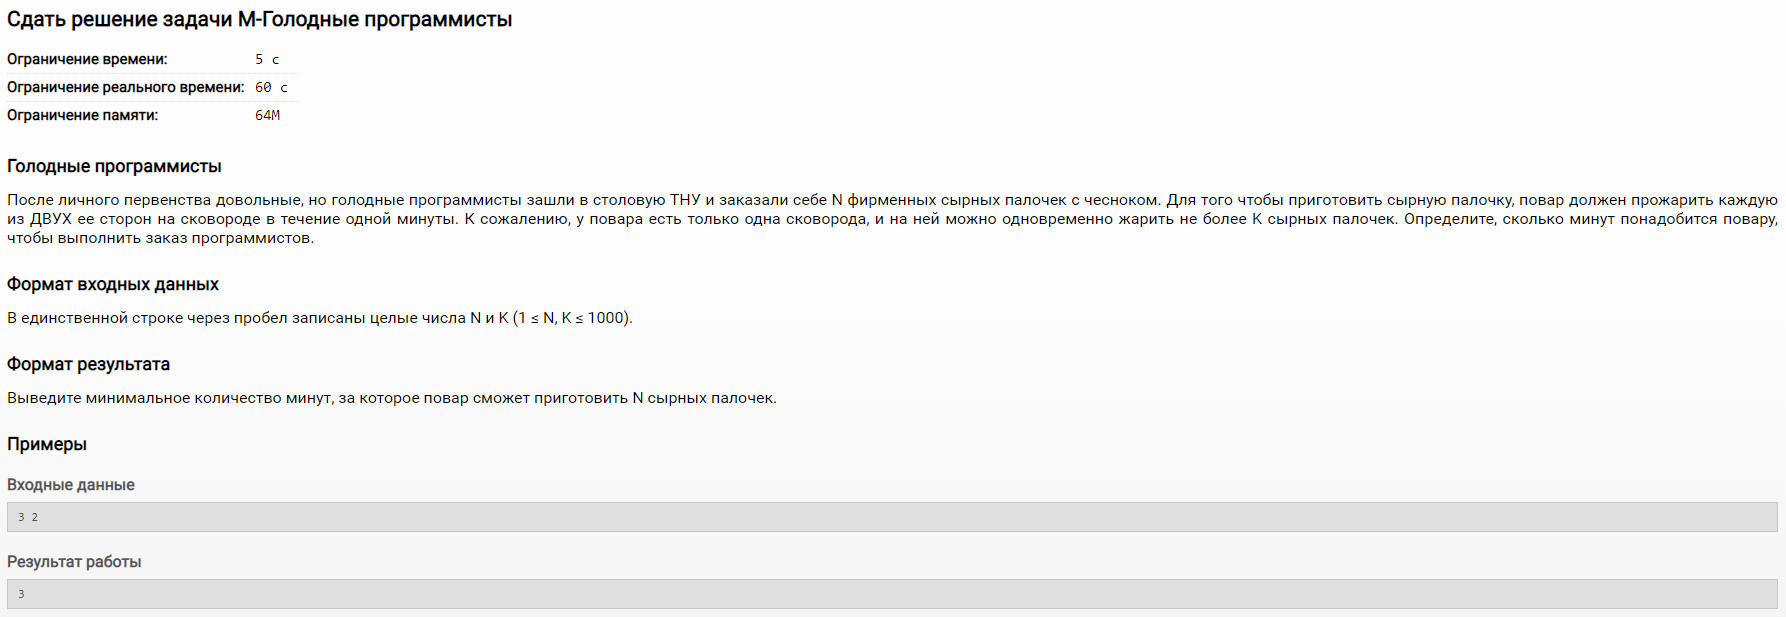 Сдать решение задачи M-Голодные программисты
Ограничение времени: 5 с
Ограничение реального времени: 60 с
Ограничение памяти: 64M
Голодные программисты
После личного первенства довольные, но голодные программисты зашли в столовую ТНУ и заказали себе N фирменных сырных палочек с чесноком. Для того чтобы приготовить сырную палочку, повар должен прожарить каждую
из ДВУХ ее сторон на сковороде в течение одной минуты. К сожалению, у повара есть только одна сковорода, и на ней можно одновременно жарить не более K сырных палочек. Определите, сколько минут понадобится повару,
чтобы выполнить заказ программистов.
Формат входных данных
В единственной строке через пробел записаны целые числа N и K (1 ≤ N, K ≤ 1000).
Формат результата
Выведите минимальное количество минут, за которое повар сможет приготовить N сырных палочек.
Примеры
Входные данные
3 2
Результат работы
3